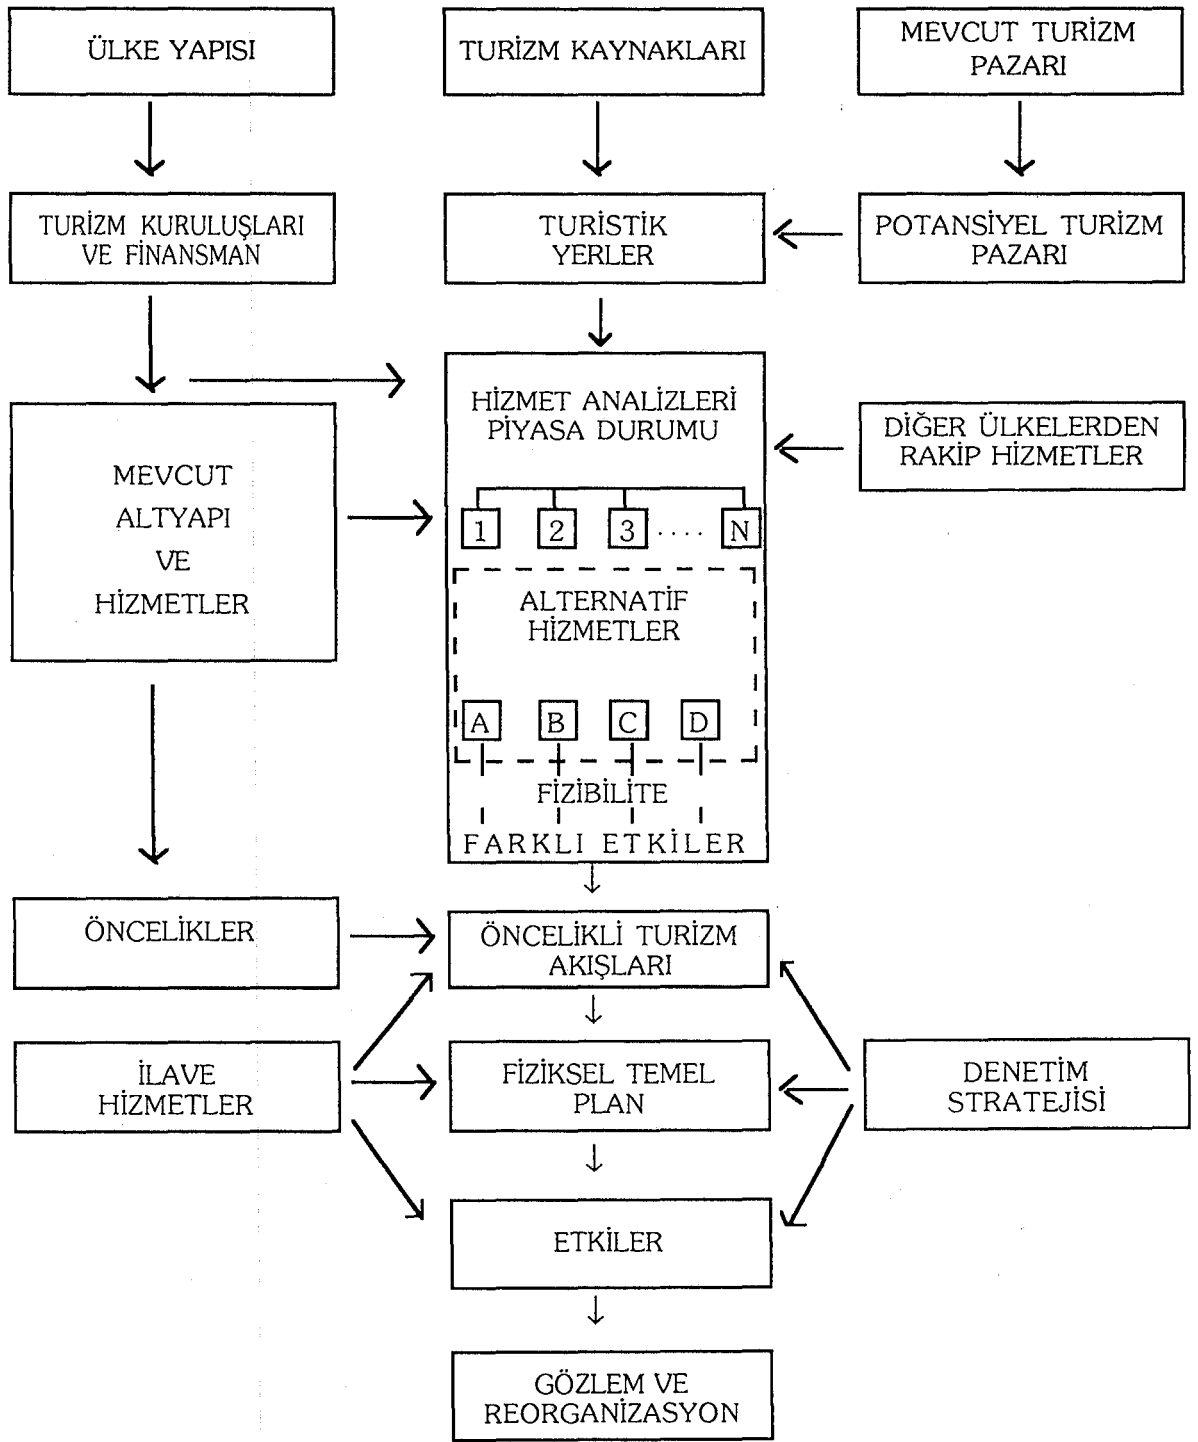 ÜLKE YAPISI
TURİZM KAYNAKLARI
MEVCUT TURİZM
PAZARI
TURİZM KURULUŞLARI
VE FİNANSMAN
TURİSTİK
YERLER
POTANSİYEL TURİZM
PAZARI
MEVCUT
ALTYAPI
VE
HİZMETLER
HİZMET ANALİZLERİ
PİYASA DURUMU
1 2 3 .... N
ALTERNATİF
HİZMETLER
A B C D
FİZİBİLİTE
FARKLI ETKİLER
DİĞER ÜLKELERDEN
RAKİP HİZMETLER
ÖNCELİKLER
ÖNCELİKLİ TURİZM
AKIŞLARI
İLAVE
HİZMETLER
FİZİKSEL TEMEL
PLAN
DENETİM
STRATEJİSİ
ETKİLER
GÖZLEM VE
REORGANİZASYON